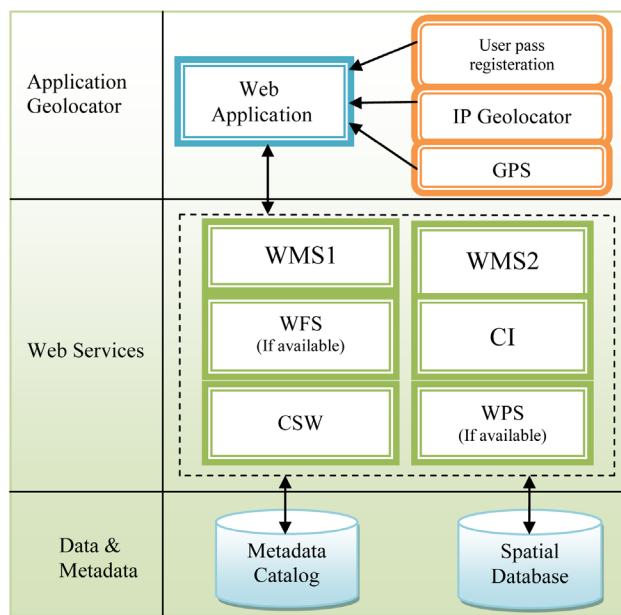 Application
Geolocator
Web
Application
User pass
registeration
IP Geolocator
GPS
Web Services
WMS1
WFS
(If available)
CSW
WMS2
CI
WPS
(If available)
Data &
Metadata
Metadata
Catalog
Spatial
Database